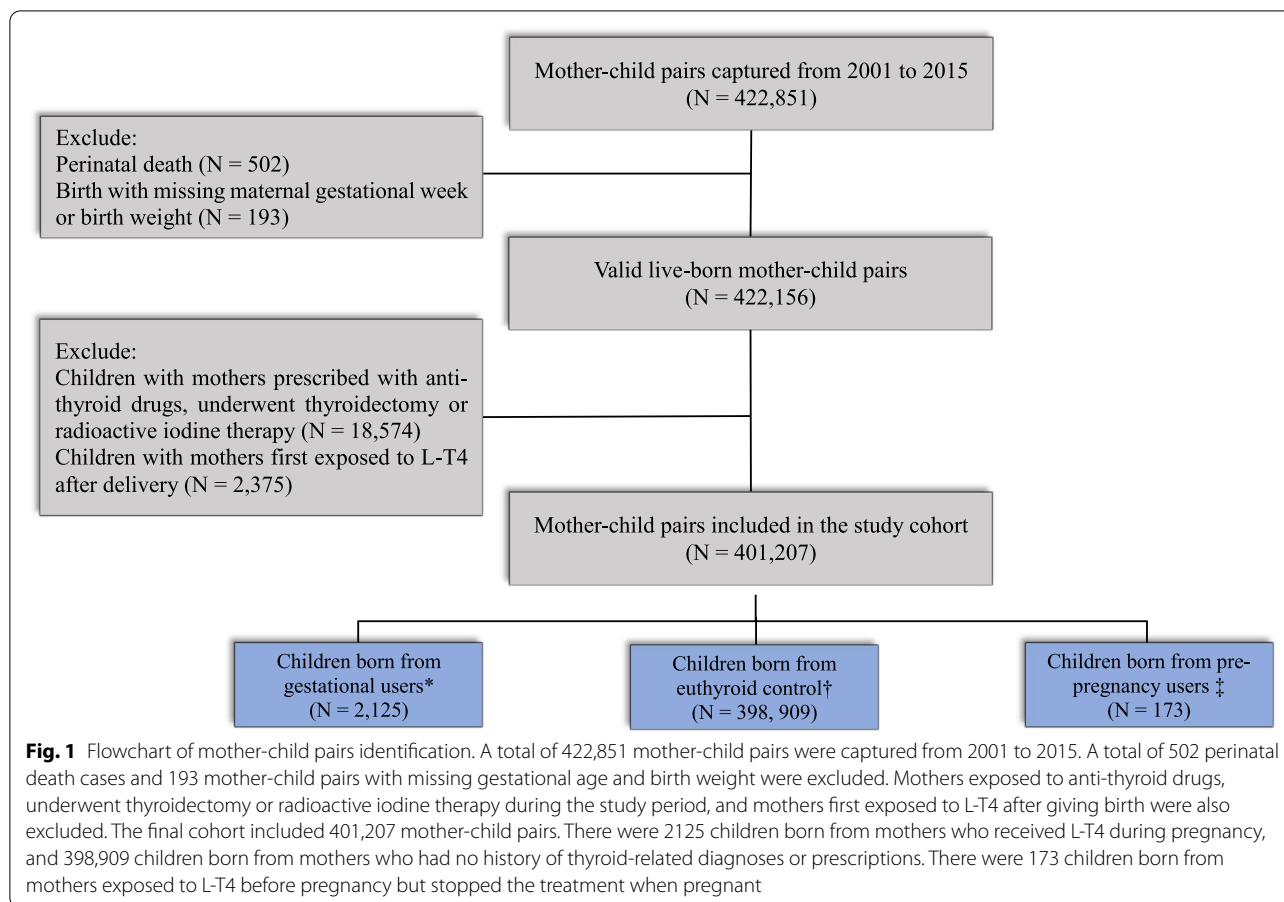 Mother-child pairs captured from 2001 to 2015
(N = 422,851)
Exclude:
Perinatal death (N = 502)
Birth with missing maternal gestational week
or birth weight (N = 193)
Valid live-born mother-child pairs
(N = 422,156)
Exclude:
Children with mothers prescribed with anti-
thyroid drugs, underwent thyroidectomy or
radioactive iodine therapy (N = 18,574)
Children with mothers first exposed to L-T4
after delivery (N = 2,375)
Mother-child pairs included in the study cohort
(N = 401,207)
Children born from
gestational users*
(N = 2,125)
Children born from
euthyroid control†
(N = 398, 909)
Children born from pre-
pregnancy users ‡
(N = 173)
Fig. 1 Flowchart of mother-child pairs identification. A total of 422,851 mother-child pairs were captured from 2001 to 2015. A total of 502 perinatal
death cases and 193 mother-child pairs with missing gestational age and birth weight were excluded. Mothers exposed to anti-thyroid drugs,
underwent thyroidectomy or radioactive iodine therapy during the study period, and mothers first exposed to L-T4 after giving birth were also
excluded. The final cohort included 401,207 mother-child pairs. There were 2125 children born from mothers who received L-T4 during pregnancy,
and 398,909 children born from mothers who had no history of thyroid-related diagnoses or prescriptions. There were 173 children born from
mothers exposed to L-T4 before pregnancy but stopped the treatment when pregnant